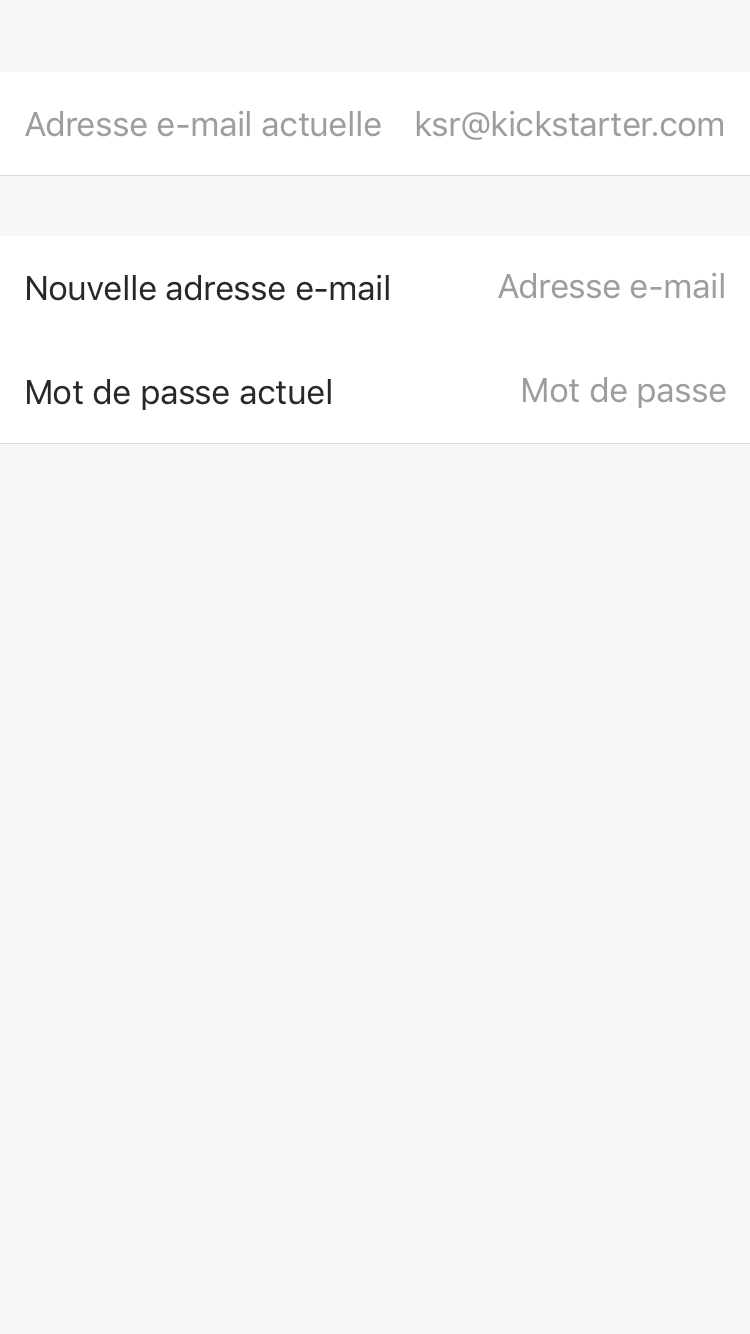 Adresse e-mail actuelle ksr@kickstarter.com
Nouvelle adresse e-mail Adresse e-mail
Mot de passe actuel Mot de passe